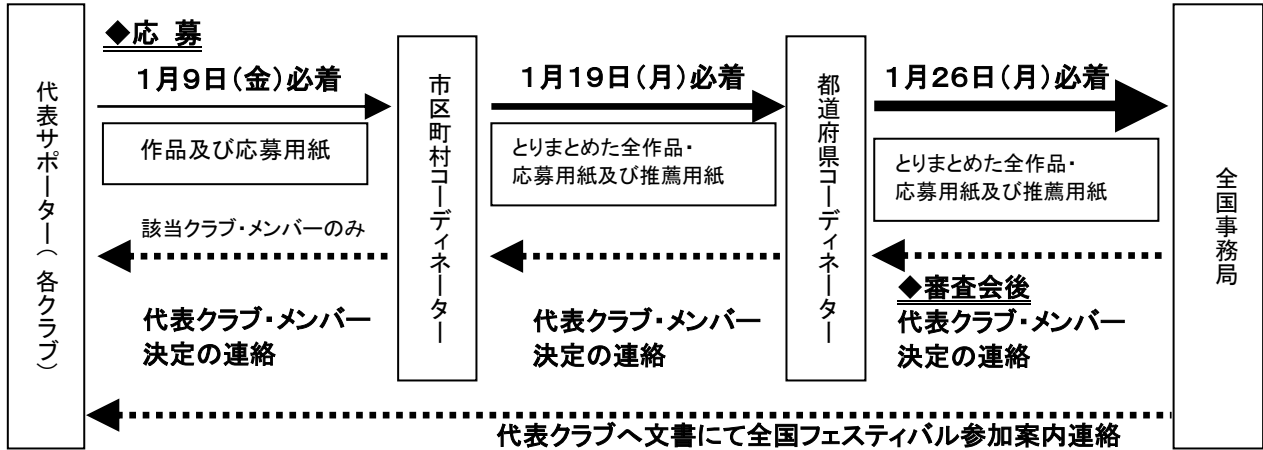 ◆応 募
代表サポーター（各クラブ）
1月9日(金)必着
作品及び応募用紙
該当クラブ・メンバーのみ
代表クラブ・メンバー
決定の連絡
市区町村コーディネーター
1月19日(月)必着
とりまとめた全作品・
応募用紙及び推薦用紙
代表クラブ・メンバー
決定の連絡
都道府県コーディネーター
1月26日(月)必着
とりまとめた全作品・
応募用紙及び推薦用紙
◆審査会後
代表クラブ・メンバー
決定の連絡
全国事務局
代表クラブへ文書にて全国フェスティバル参加案内連絡